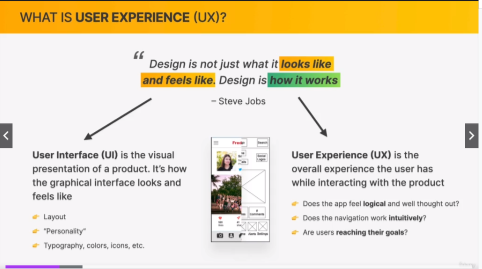 WHAT IS USER EXPERIENCE (UX)?
“ Design is not just what it looks like
and feels like. Design is how it works
– Steve Jobs
User Interface (UI) is the visual
presentation of a product. It's how
the graphical interface looks and
feels like
👉 Layout
👉 "Personality"
👉 Typography, colors, icons, etc.
Search
User Experience (UX) is the
overall experience the user has
while interacting with the product
👉 Does the app feel logical and well thought out?
👉 Does the navigation work intuitively?
👉 Are users reaching their goals?